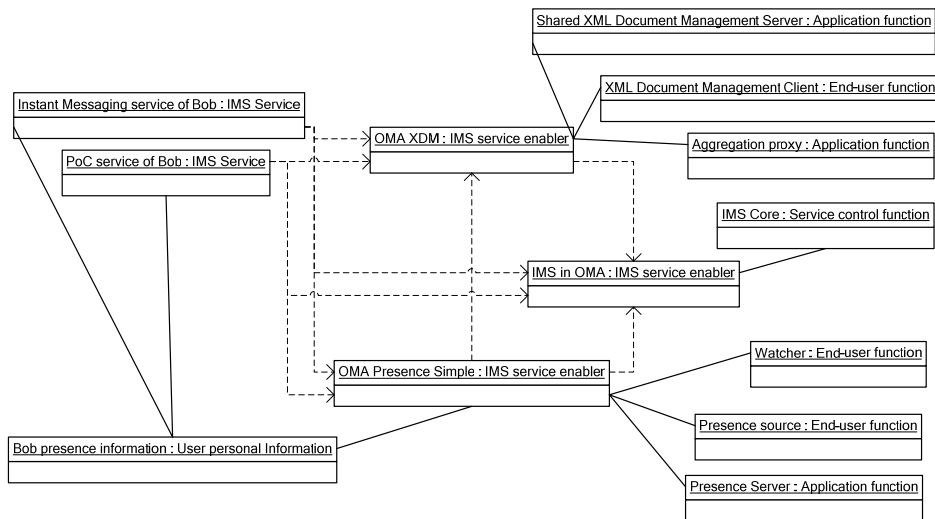 Shared XML Document Management Server : Application function
XML Document Management Client : End-user function
Instant Messaging service of Bob : IMS Service
OMA XDM : IMS service enabler
Aggregation proxy : Application function
PoC service of Bob : IMS Service
IMS Core : Service control function
IMS in OMA : IMS service enabler
Watcher : End-user function
OMA Presence Simple : IMS service enabler
Presence source : End-user function
Bob presence information : User personal Information
Presence Server : Application function